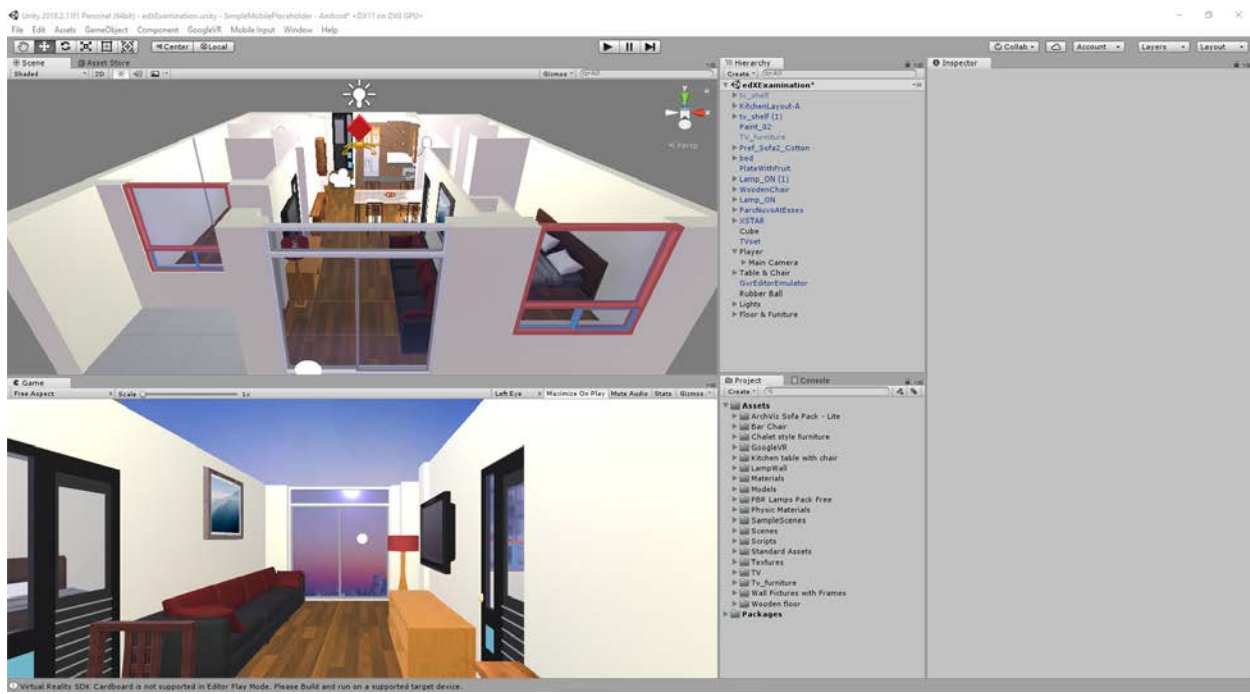 Unity 2018.2.11f1 Personal (64bit) - edXExamination.unity - SimpleMobilePlaceholder - Android* <DX11 on DX9 GPU>
File Edit Assets GameObject Component GoogleVR Mobile Input Window Help
Center Local Collab Account Layers Layout
Scene Asset Store
Shaded 2D Gizmos
Persp
Hierarchy
Create
edXExamination*
tv_shelf
KitchenLayout-A
tv_shelf (1)
Paint_02
TV_furniture
Pref_Sofa2_Cotton
bed
PlateWithFruit
Lamp_ON (1)
WoodenChair
Lamp_ON
ParcNuvoAtEsses
XSTAR
Cube
TVset
Player
Main Camera
Table & Chair
GvrEditorEmulator
Rubber Ball
Lights
Floor & Funiture
Inspector
Game
Free Aspect Scale 1x Left Eye Maximize On Play Mute Audio Stats Gizmos
Project Console
Create
Assets
ArchViz Sofa Pack - Lite
Bar Chair
Chalet style furniture
GoogleVR
Kitchen table with chair
LampWall
Materials
Models
PBR Lamps Pack Free
Physic Materials
SampleScenes
Scenes
Scripts
Standard Assets
Textures
TV
Tv_furniture
Wall Pictures with Frames
Wooden floor
Packages
Virtual Reality SDK Cardboard is not supported in Editor Play Mode. Please Build and run on a supported target device.